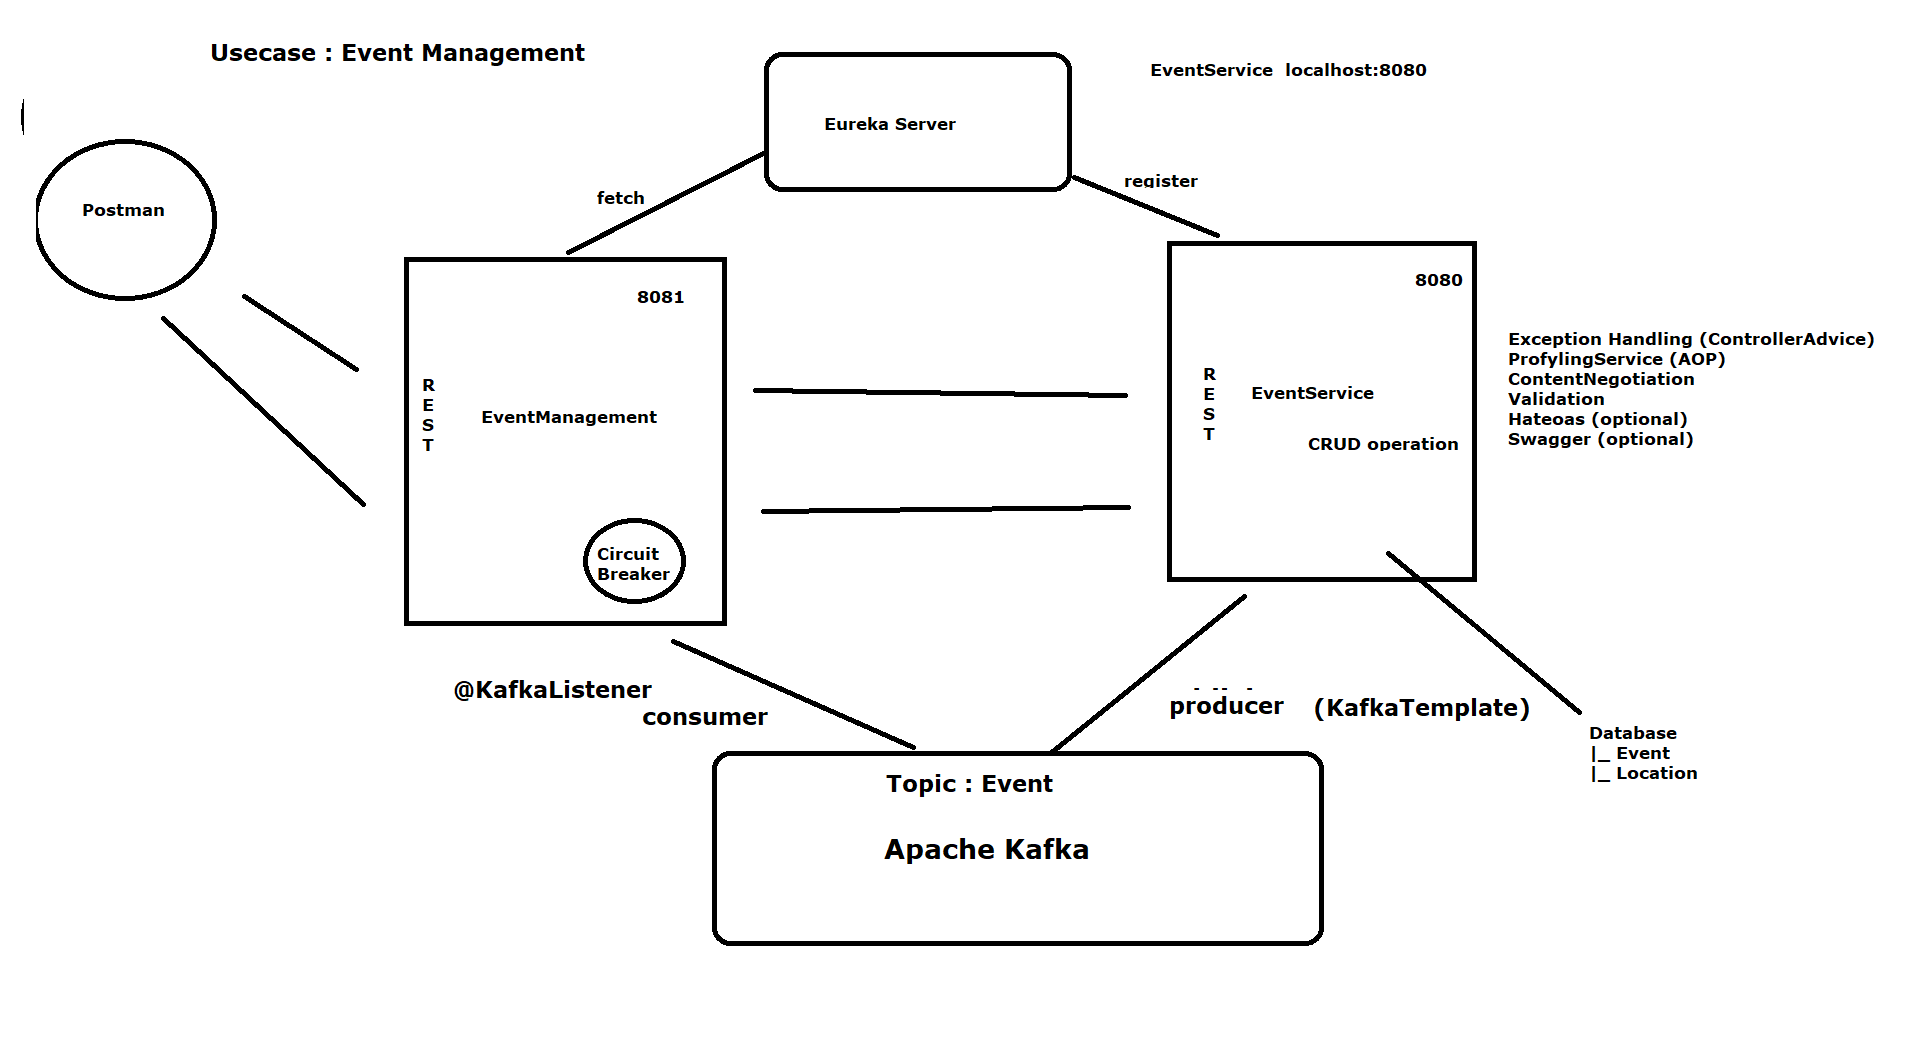 Usecase : Event Management
EventService  localhost:8080
Eureka Server
Postman
fetch
register
8081
8080
R
E
S
T
EventManagement
Circuit
Breaker
R
E
S
T
EventService
CRUD operation
Exception Handling (ControllerAdvice)
ProfylingService (AOP)
ContentNegotiation
Validation
Hateoas (optional)
Swagger (optional)
@KafkaListener
consumer
producer
(KafkaTemplate)
Database
|_ Event
|_ Location
Topic : Event
Apache Kafka